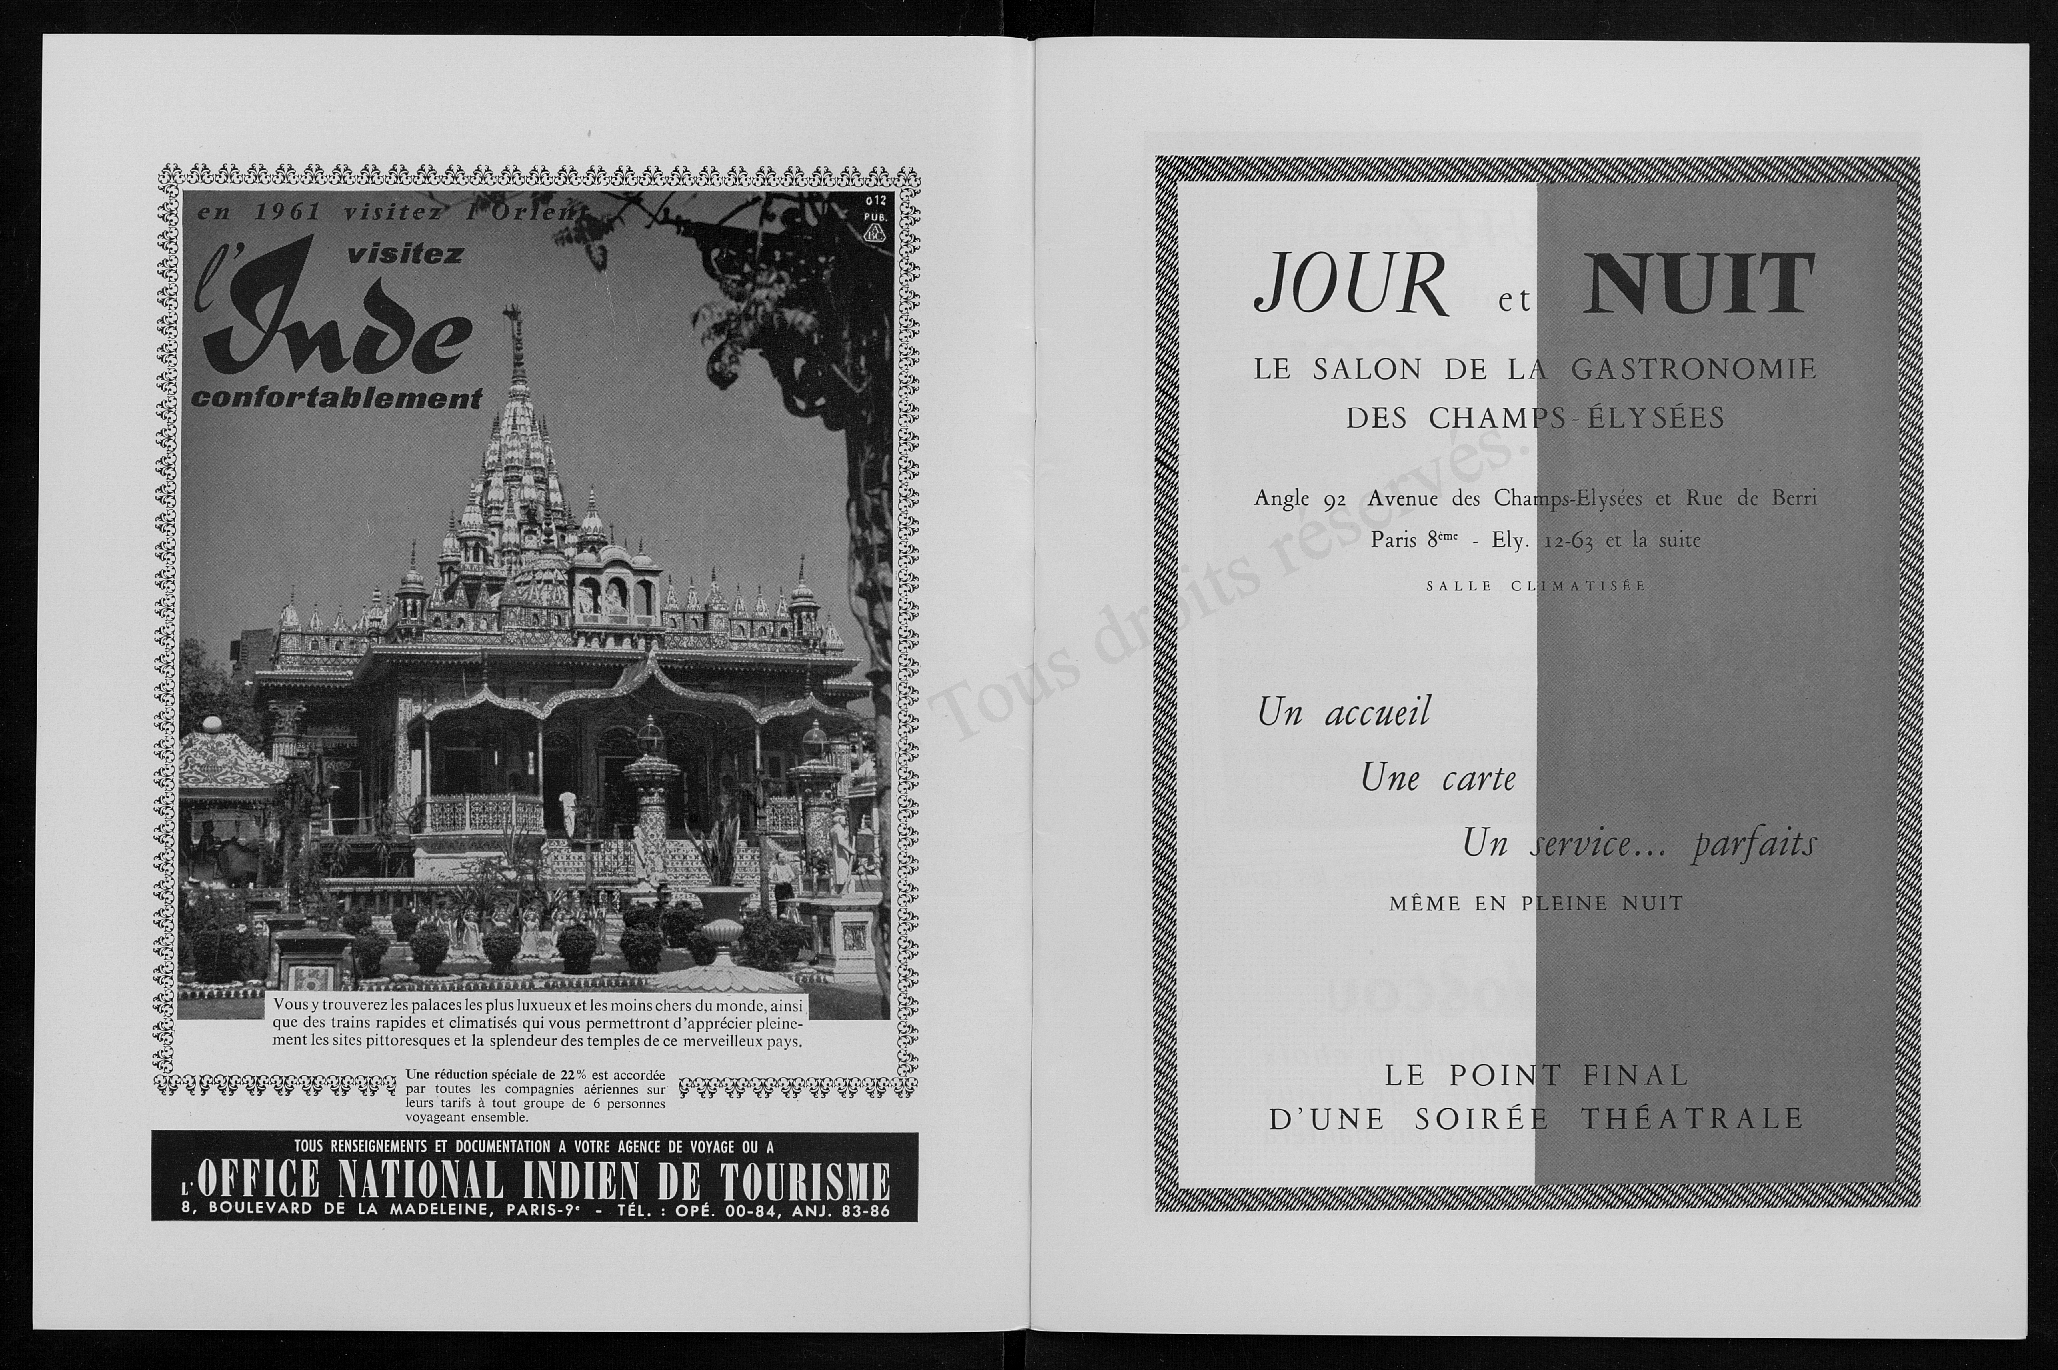 en 1961 visitez l'Orient
012
PUB.
ABC
visitez
l'Inde
confortablement
Vous y trouverez les palaces les plus luxueux et les moins chers du monde, ainsi
que des trains rapides et climatisés qui vous permettront d'apprécier pleine-
ment les sites pittoresques et la splendeur des temples de ce merveilleux pays.
Une réduction spéciale de 22% est accordée
par toutes les compagnies aériennes sur
leurs tarifs à tout groupe de 6 personnes
voyageant ensemble.
TOUS RENSEIGNEMENTS ET DOCUMENTATION A VOTRE AGENCE DE VOYAGE OU A
L'OFFICE NATIONAL INDIEN DE TOURISME
8, BOULEVARD DE LA MADELEINE, PARIS-9e - TÉL. : OPÉ. 00-84, ANJ. 83-86
JOUR et NUIT
LE SALON DE LA GASTRONOMIE
DES CHAMPS-ÉLYSÉES
Angle 92 Avenue des Champs-Elysées et Rue de Berri
Paris 8ème - Ely. 12-63 et la suite
SALLE CLIMATISÉE
Un accueil
Une carte
Un service... parfaits
MÊME EN PLEINE NUIT
LE POINT FINAL
D'UNE SOIRÉE THÉATRALE
Tous droits réservés.